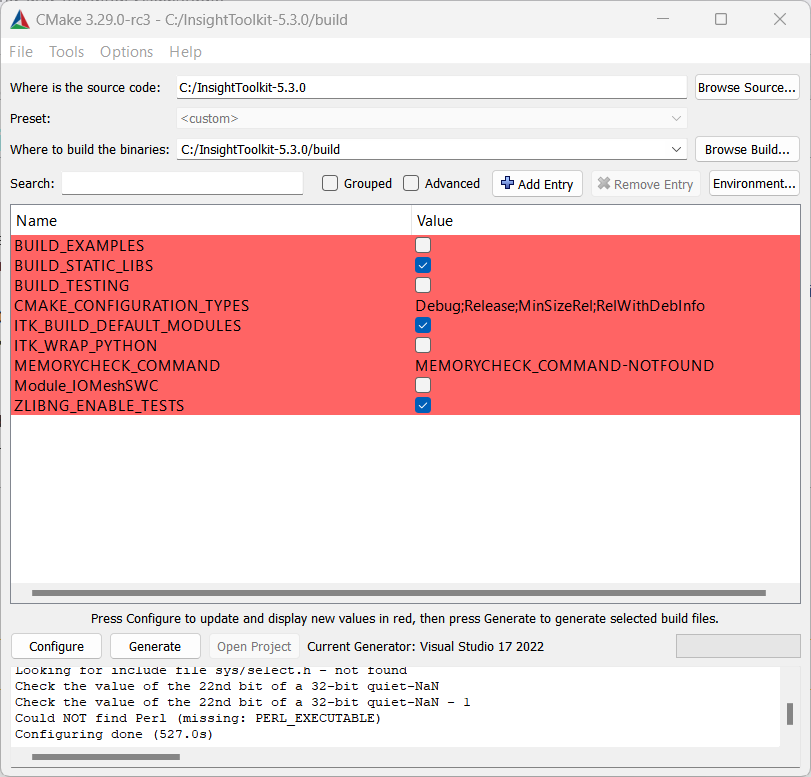 CMake 3.29.0-rc3 - C:/InsightToolkit-5.3.0/build
File Tools Options Help
Where is the source code: C:/InsightToolkit-5.3.0 Browse Source...
Preset: <custom>
Where to build the binaries: C:/InsightToolkit-5.3.0/build Browse Build...
Search: Grouped Advanced Add Entry Remove Entry Environment...
Name Value
BUILD_EXAMPLES
BUILD_STATIC_LIBS
BUILD_TESTING
CMAKE_CONFIGURATION_TYPES Debug;Release;MinSizeRel;RelWithDebInfo
ITK_BUILD_DEFAULT_MODULES
ITK_WRAP_PYTHON
MEMORYCHECK_COMMAND MEMORYCHECK_COMMAND-NOTFOUND
Module_IOMeshSWC
ZLIBNG_ENABLE_TESTS
Press Configure to update and display new values in red, then press Generate to generate selected build files.
Configure Generate Open Project Current Generator: Visual Studio 17 2022
Looking for include file sys/select.h - not found
Check the value of the 22nd bit of a 32-bit quiet-NaN
Check the value of the 22nd bit of a 32-bit quiet-NaN - 1
Could NOT find Perl (missing: PERL_EXECUTABLE)
Configuring done (527.0s)